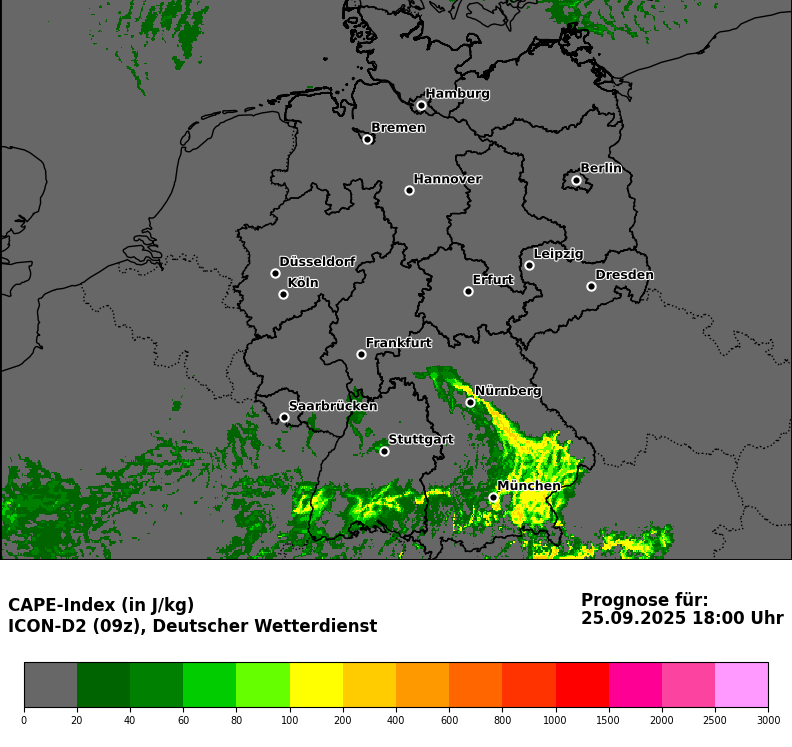 Hamburg
Bremen
Berlin
Hannover
Leipzig
Düsseldorf
Dresden
Köln
Erfurt
Frankfurt
Nürnberg
Saarbrücken
Stuttgart
München
CAPE-Index (in J/kg)
ICON-D2 (09z), Deutscher Wetterdienst
Prognose für:
25.09.2025 18:00 Uhr
0 20 40 60 80 100 200 400 600 800 1000 1500 2000 2500 3000